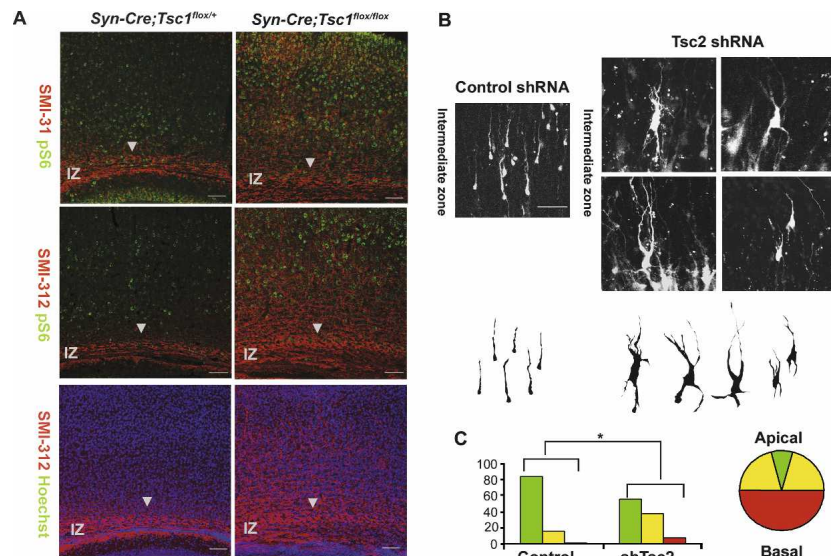 A
Syn-Cre;Tsc1flox/+
Syn-Cre;Tsc1flox/flox
SMI-31 pS6
IZ
IZ
SMI-312 pS6
IZ
IZ
SMI-312 Hoechst
IZ
IZ
B
Tsc2 shRNA
Control shRNA
Intermediate zone
Intermediate zone
C
*
100
80
60
40
20
0
Control
shTsc2
Apical
Basal